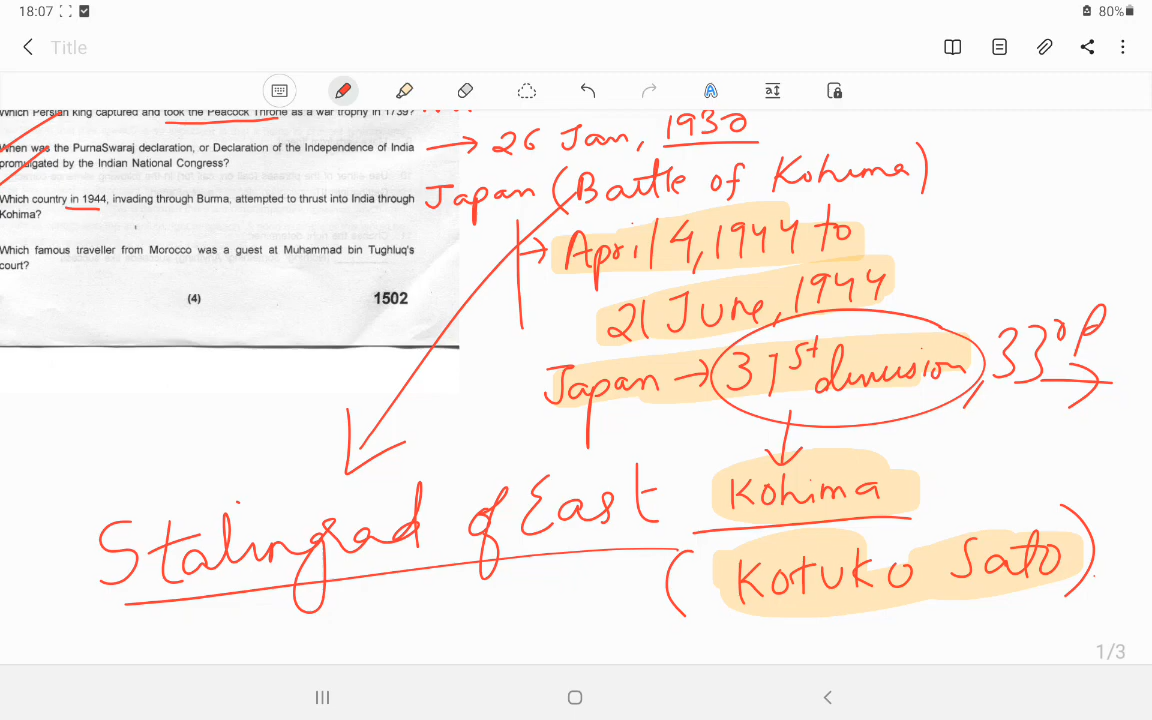 18:07
80%
Title
Which Persian king captured and took the Peacock Throne as a war trophy in 1739?
When was the PurnaSwaraj declaration, or Declaration of the Independence of India
promulgated by the Indian National Congress?
→ 26 Jan, 1930
Which country in 1944, invading through Burma, attempted to thrust into India through
Kohima?
Japan (Battle of Kohima)
→ April 4, 1944 to
21 June, 1944
Which famous traveller from Morocco was a guest at Muhammad bin Tughluq's
court?
(4) 1502
Japan → 31st division, 33
Kohima
(Kotuko Sato)
Stalingrad of East
1/3